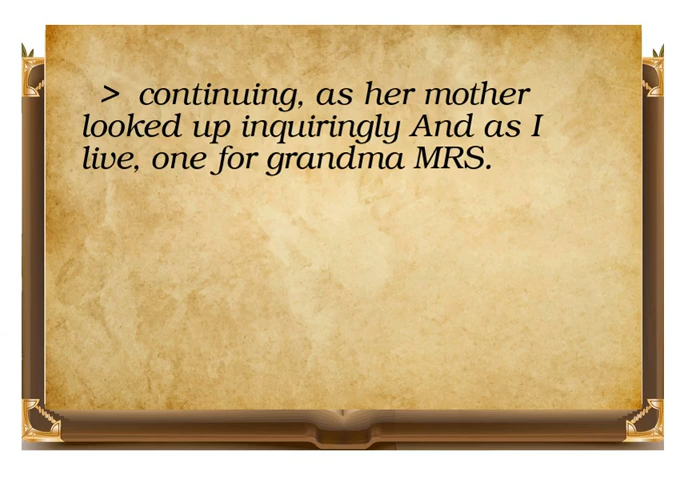 > continuing, as her mother
looked up inquiringly And as I
live, one for grandma MRS.